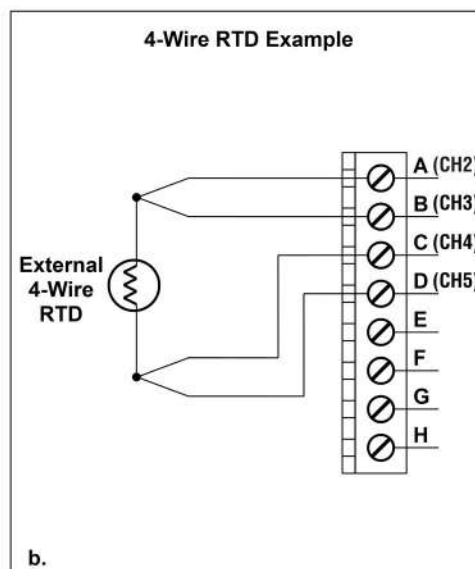 4-Wire RTD Example
A (CH2)
B (CH3)
C (CH4)
D (CH5)
E
F
G
H
External
4-Wire
RTD
b.